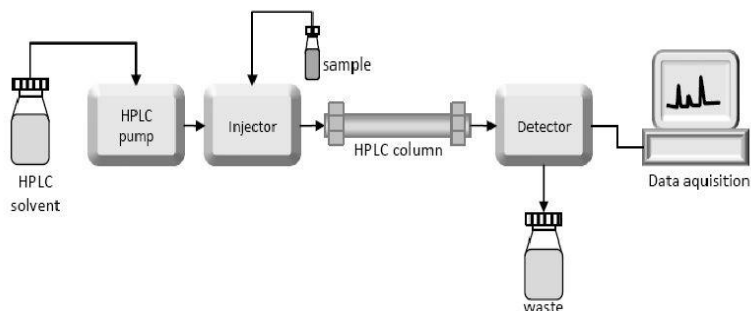 sample
HPLC
pump
Injector
Detector
HPLC column
HPLC
solvent
Data aquisition
waste